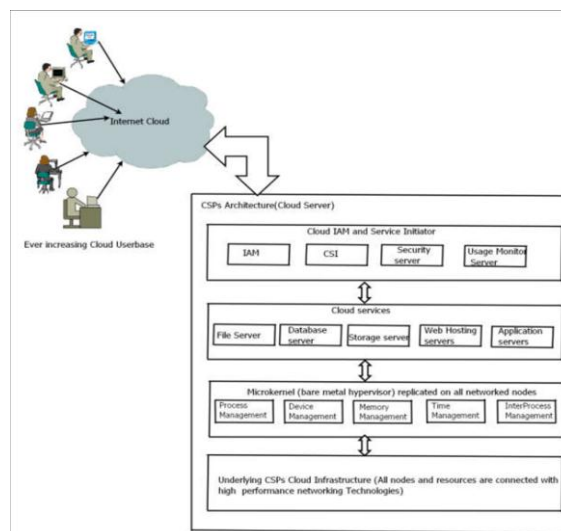 Internet Cloud
Ever increasing Cloud Userbase
CSPs Architecture(Cloud Server)
Cloud IAM and Service Initiator
IAM
CSI
Security
server
Usage Monitor
Server
Cloud services
File Server
Database
server
Storage server
Web Hosting
servers
Application
servers
Microkernel (bare metal hypervisor) replicated on all networked nodes
Process
Management
Device
Management
Memory
Management
Time
Management
InterProcess
Management
Underlying CSPs Cloud Infrastructure (All nodes and resources are connected with
high performance networking Technologies)